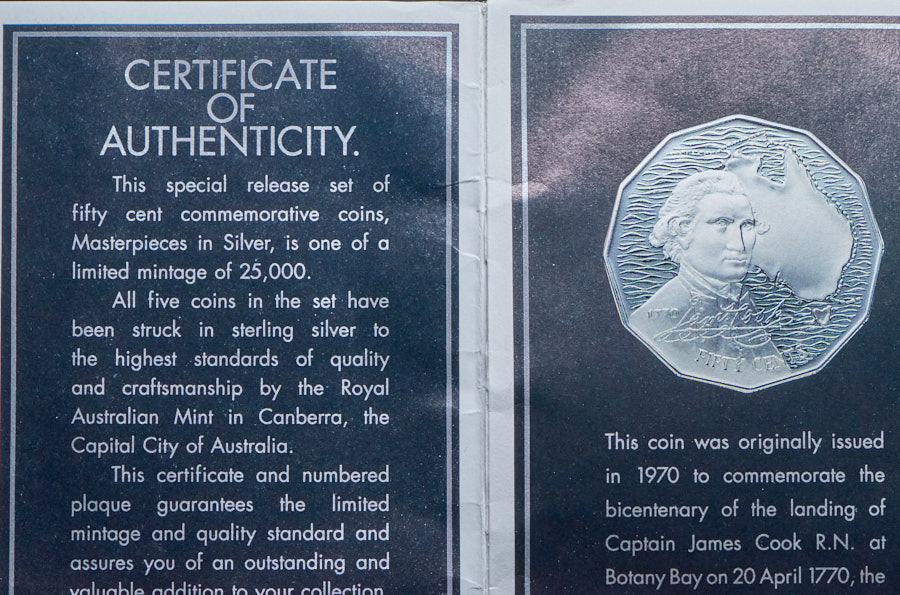 CERTIFICATE
OF
AUTHENTICITY.
This special release set of
fifty cent commemorative coins,
Masterpieces in Silver, is one of a
limited mintage of 25,000.
All five coins in the set have
been struck in sterling silver to
the highest standards of quality
and craftsmanship by the Royal
Australian Mint in Canberra, the
Capital City of Australia.
This certificate and numbered
plaque guarantees the limited
mintage and quality standard and
assures you of an outstanding and
valuable addition to your collection.
1770
FIFTY CENTS
This coin was originally issued
in 1970 to commemorate the
bicentenary of the landing of
Captain James Cook R.N. at
Botany Bay on 20 April 1770, the